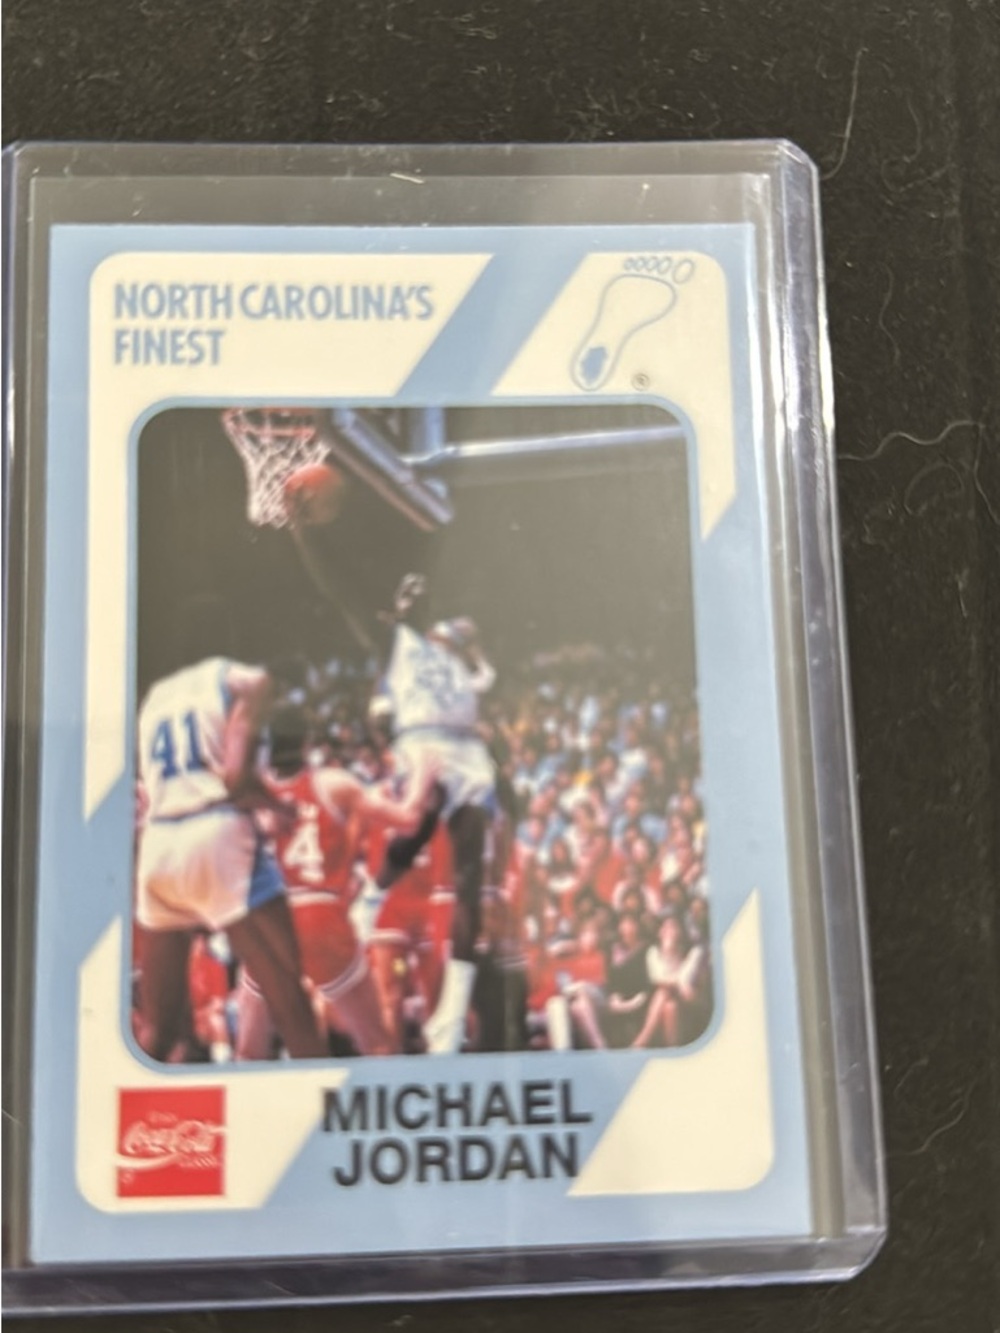 NORTH CAROLINA'S
FINEST
®
41
4
Coca-Cola
MICHAEL
JORDAN